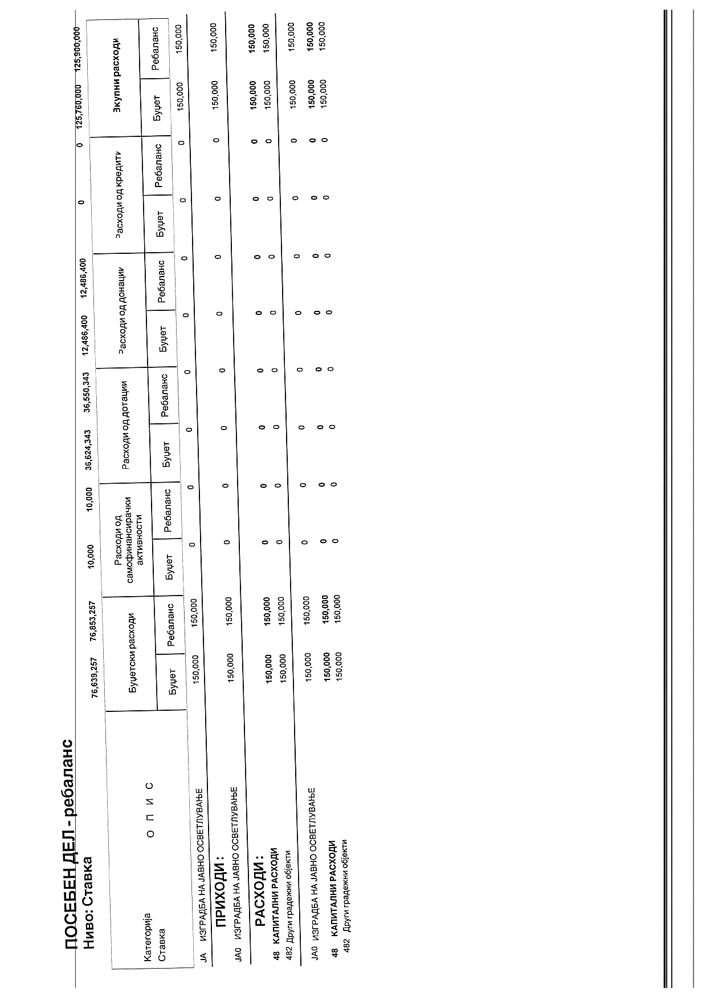 ПОСЕБЕН ДЕЛ - ребаланс
Ниво: Ставка
76,639,257 76,853,257 10,000 10,000 36,624,343 36,550,343 12,486,400 12,486,400 0 0 125,760,000 125,900,000
Категорија
Ставка
О П И С
Буџетски расходи
Расходи од
самофинансирачки
активности
Расходи од дотации
Расходи од донации
Расходи од кредити
Вкупни расходи
Буџет Ребаланс Буџет Ребаланс Буџет Ребаланс Буџет Ребаланс Буџет Ребаланс Буџет Ребаланс
ЈА ИЗГРАДБА НА ЈАВНО ОСВЕТЛУВАЊЕ 150,000 150,000 0 0 0 0 0 0 0 0 150,000 150,000
ПРИХОДИ :
ЈА0 ИЗГРАДБА НА ЈАВНО ОСВЕТЛУВАЊЕ 150,000 150,000 0 0 0 0 0 0 0 0 150,000 150,000
РАСХОДИ :
48 КАПИТАЛНИ РАСХОДИ 150,000 150,000 0 0 0 0 0 0 0 0 150,000 150,000
482 Други градежни објекти 150,000 150,000 0 0 0 0 0 0 0 0 150,000 150,000
ЈА0 ИЗГРАДБА НА ЈАВНО ОСВЕТЛУВАЊЕ 150,000 150,000 0 0 0 0 0 0 0 0 150,000 150,000
48 КАПИТАЛНИ РАСХОДИ 150,000 150,000 0 0 0 0 0 0 0 0 150,000 150,000
482 Други градежни објекти 150,000 150,000 0 0 0 0 0 0 0 0 150,000 150,000